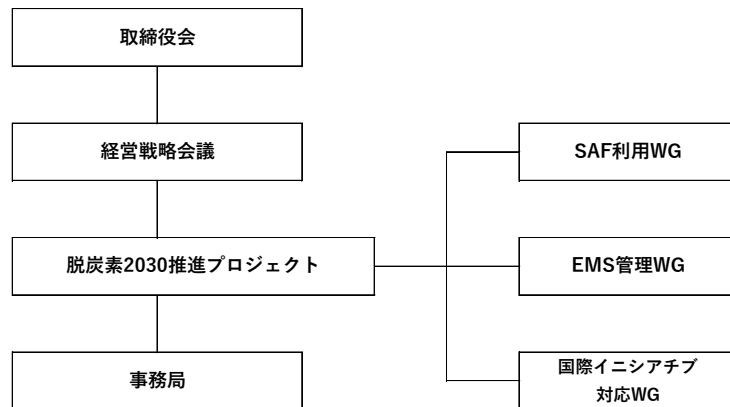 取締役会
経営戦略会議
SAF利用WG
脱炭素2030推進プロジェクト
EMS管理WG
事務局
国際イニシアチブ
対応WG